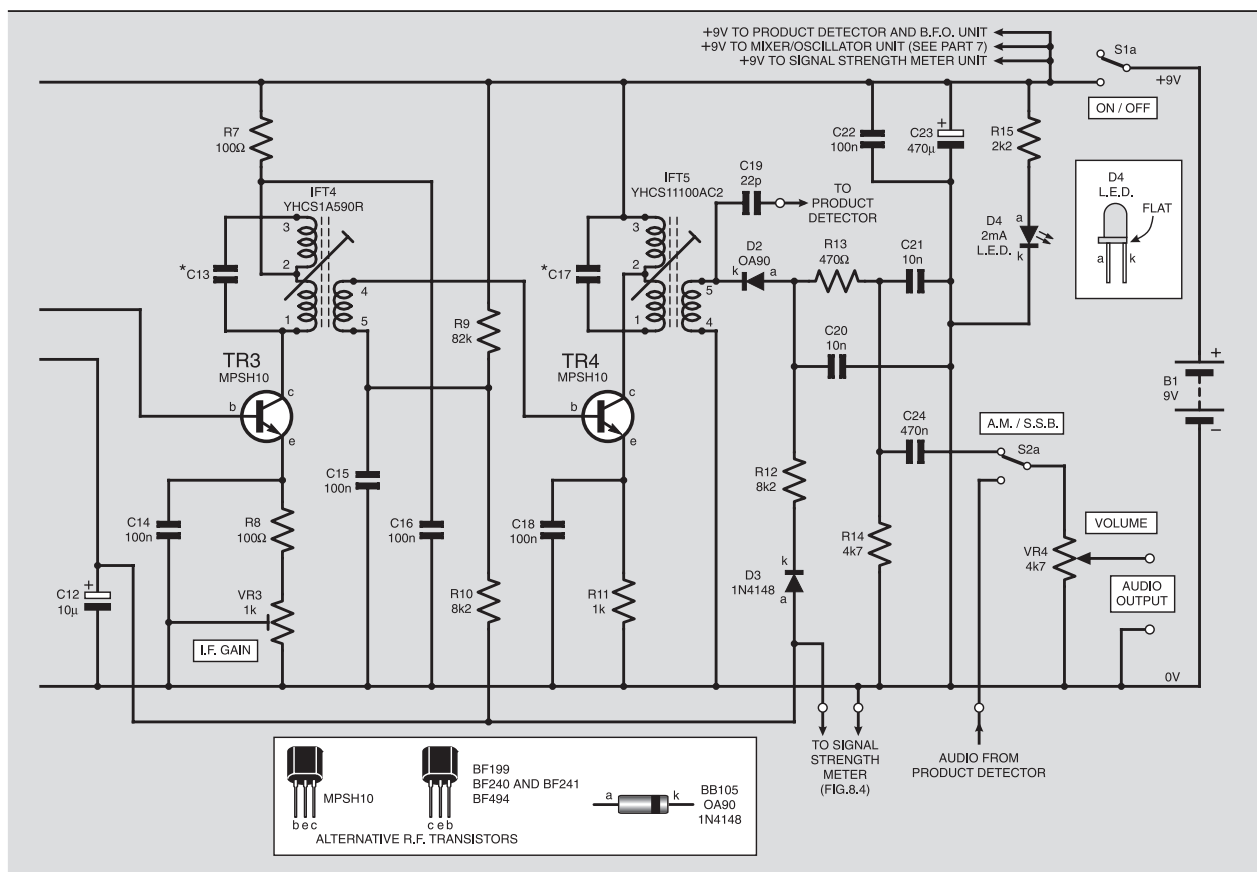 +9V TO PRODUCT DETECTOR AND B.F.O. UNIT
+9V TO MIXER/OSCILLATOR UNIT (SEE PART 7)
+9V TO SIGNAL STRENGTH METER UNIT
S1a
+9V
ON / OFF
R7
100Ω
C22
100n
+
C23
470µ
R15
2k2
IFT4
YHCS1A590R
IFT5
YHCS11100AC2
C19
22p
TO
PRODUCT
DETECTOR
D4
L.E.D.
FLAT
a
k
D4
2mA
L.E.D.
a
k
3
2
1
4
5
*C13
3
2
1
5
4
*C17
D2
OA90
k
a
R13
470Ω
C21
10n
R9
82k
C20
10n
TR3
MPSH10
b
c
e
TR4
MPSH10
b
c
e
+
B1
9V
−
C24
470n
A.M. / S.S.B.
S2a
C15
100n
R12
8k2
C14
100n
R8
100Ω
C16
100n
C18
100n
R14
4k7
VOLUME
VR4
4k7
k
D3
1N4148
a
+
C12
10µ
VR3
1k
R10
8k2
R11
1k
AUDIO
OUTPUT
I.F. GAIN
0V
TO SIGNAL
STRENGTH
METER
(FIG.8.4)
AUDIO FROM
PRODUCT DETECTOR
MPSH10
b e c
BF199
BF240 AND BF241
BF494
c e b
ALTERNATIVE R.F. TRANSISTORS
a
k
BB105
OA90
1N4148